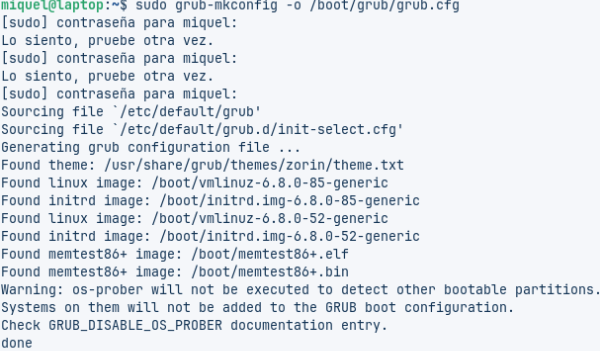 miquel@laptop:~$ sudo grub-mkconfig -o /boot/grub/grub.cfg
[sudo] contraseña para miquel:
Lo siento, pruebe otra vez.
[sudo] contraseña para miquel:
Lo siento, pruebe otra vez.
[sudo] contraseña para miquel:
Sourcing file `/etc/default/grub'
Sourcing file `/etc/default/grub.d/init-select.cfg'
Generating grub configuration file ...
Found theme: /usr/share/grub/themes/zorin/theme.txt
Found linux image: /boot/vmlinuz-6.8.0-85-generic
Found initrd image: /boot/initrd.img-6.8.0-85-generic
Found linux image: /boot/vmlinuz-6.8.0-52-generic
Found initrd image: /boot/initrd.img-6.8.0-52-generic
Found memtest86+ image: /boot/memtest86+.elf
Found memtest86+ image: /boot/memtest86+.bin
Warning: os-prober will not be executed to detect other bootable partitions.
Systems on them will not be added to the GRUB boot configuration.
Check GRUB_DISABLE_OS_PROBER documentation entry.
done